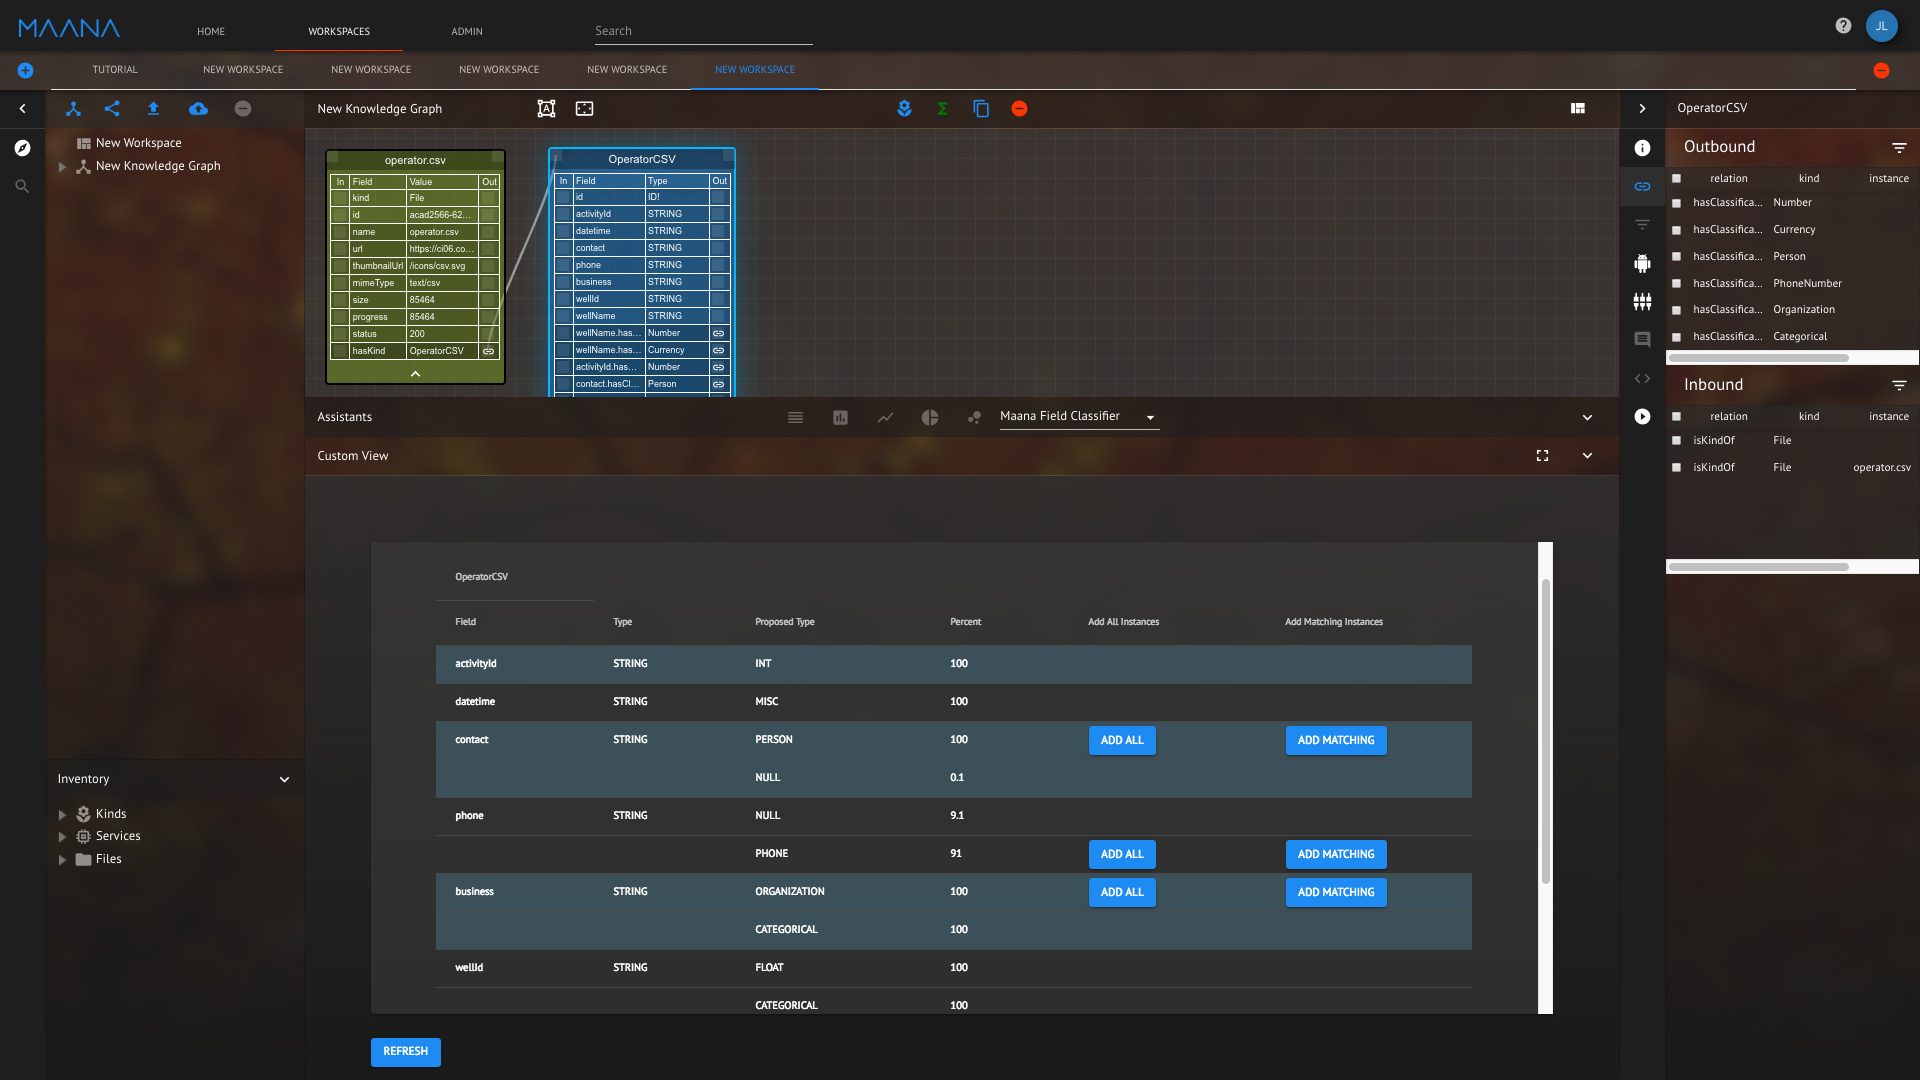 MAANA
HOME WORKSPACES ADMIN Search JL
TUTORIAL NEW WORKSPACE NEW WORKSPACE NEW WORKSPACE NEW WORKSPACE NEW WORKSPACE
New Workspace
New Knowledge Graph
Inventory
Kinds
Services
Files
New Knowledge Graph
operator.csv
In Field Value Out
kind File
id acad2566-62...
name operator.csv
url https://ci06.co...
thumbnailUrl /icons/csv.svg
mimeType text/csv
size 85464
progress 85464
status 200
hasKind OperatorCSV
OperatorCSV
In Field Type Out
id ID!
activityId STRING
datetime STRING
contact STRING
phone STRING
business STRING
wellId STRING
wellName STRING
wellName.has... Number
wellName.has... Currency
activityId.has... Number
contact.hasCl... Person
Assistants Maana Field Classifier
Custom View
OperatorCSV
Field Type Proposed Type Percent Add All Instances Add Matching Instances
activityId STRING INT 100
datetime STRING MISC 100
contact STRING PERSON 100 ADD ALL ADD MATCHING
NULL 0.1
phone STRING NULL 9.1
PHONE 91 ADD ALL ADD MATCHING
business STRING ORGANIZATION 100 ADD ALL ADD MATCHING
CATEGORICAL 100
wellId STRING FLOAT 100
CATEGORICAL 100
REFRESH
OperatorCSV
Outbound
relation kind instance
hasClassifica... Number
hasClassifica... Currency
hasClassifica... Person
hasClassifica... PhoneNumber
hasClassifica... Organization
hasClassifica... Categorical
Inbound
relation kind instance
isKindOf File
isKindOf File operator.csv